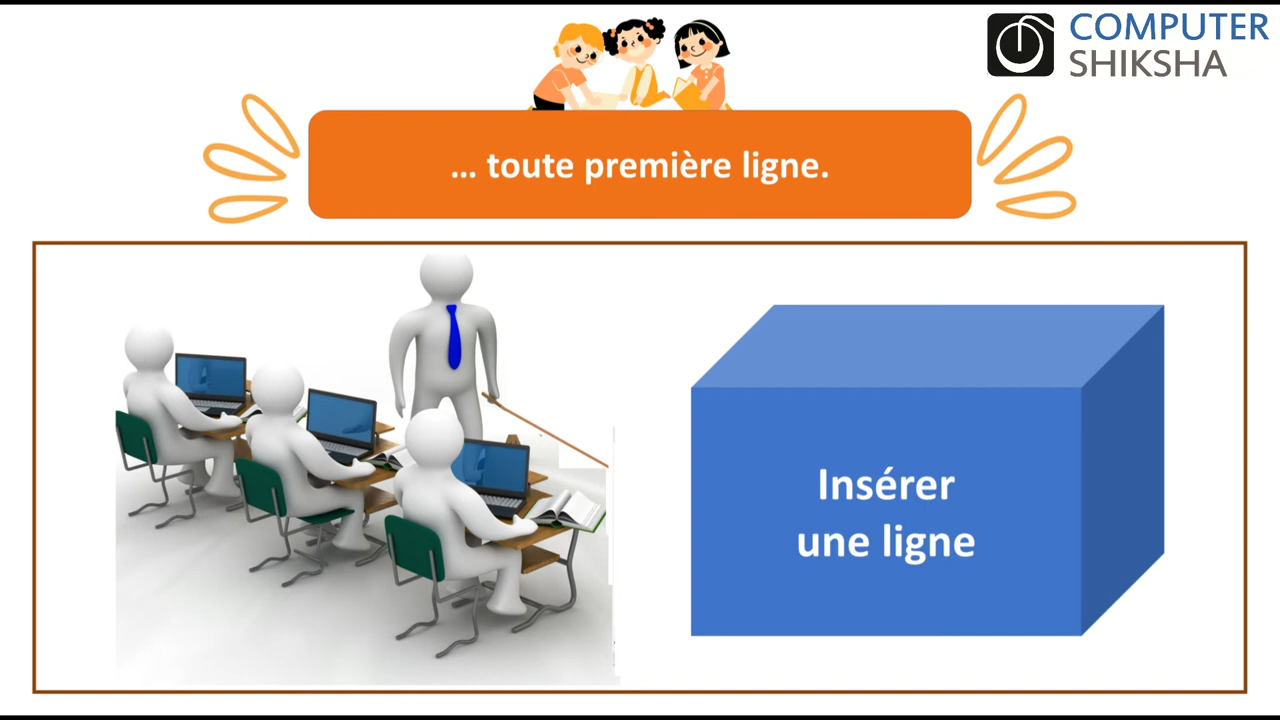 COMPUTER
SHIKSHA
... toute première ligne.
Insérer
une ligne